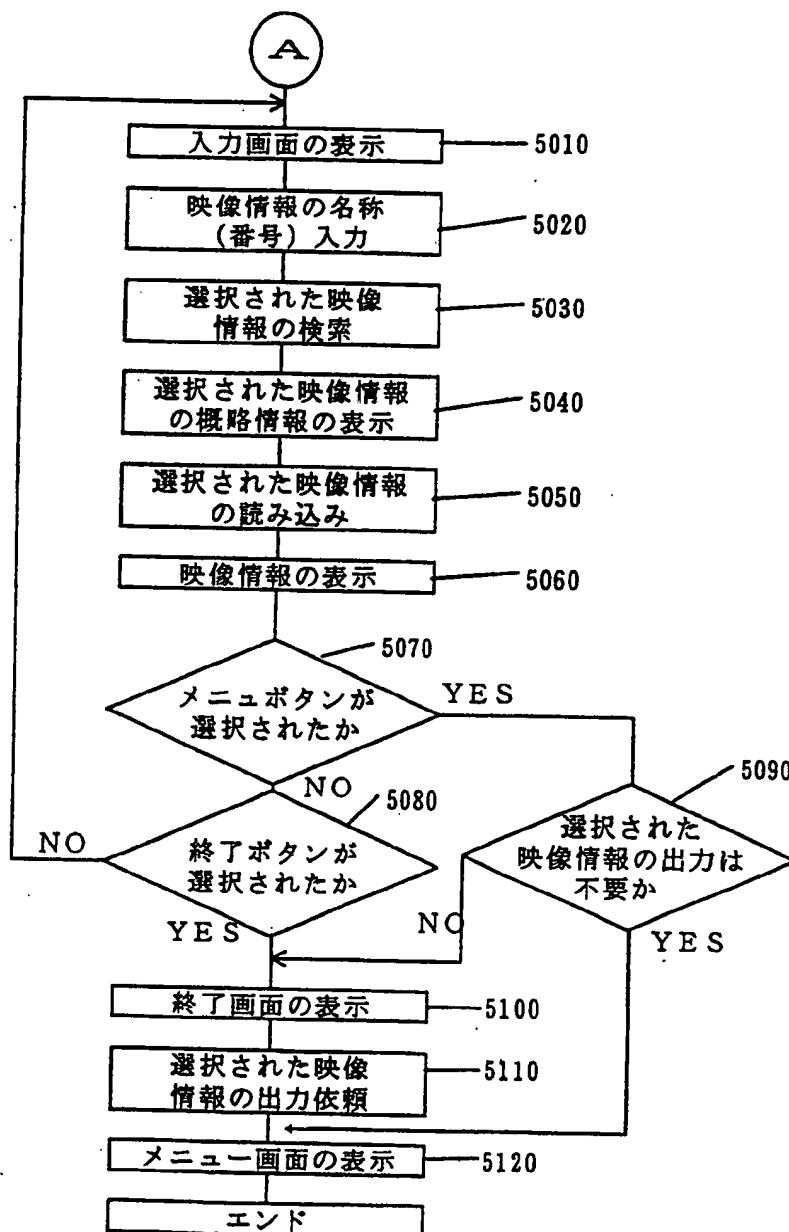 A
入力画面の表示
5010
映像情報の名称
(番号)入力
5020
選択された映像
情報の検索
5030
選択された映像情報
の概略情報の表示
5040
選択された映像情報
の読み込み
5050
映像情報の表示
5060
5070
メニュボタンが
選択されたか
YES
NO
5080
終了ボタンが
選択されたか
NO
YES
5090
選択された
映像情報の出力は
不要か
NO
YES
終了画面の表示
5100
選択された映像
情報の出力依頼
5110
メニュー画面の表示
5120
エンド